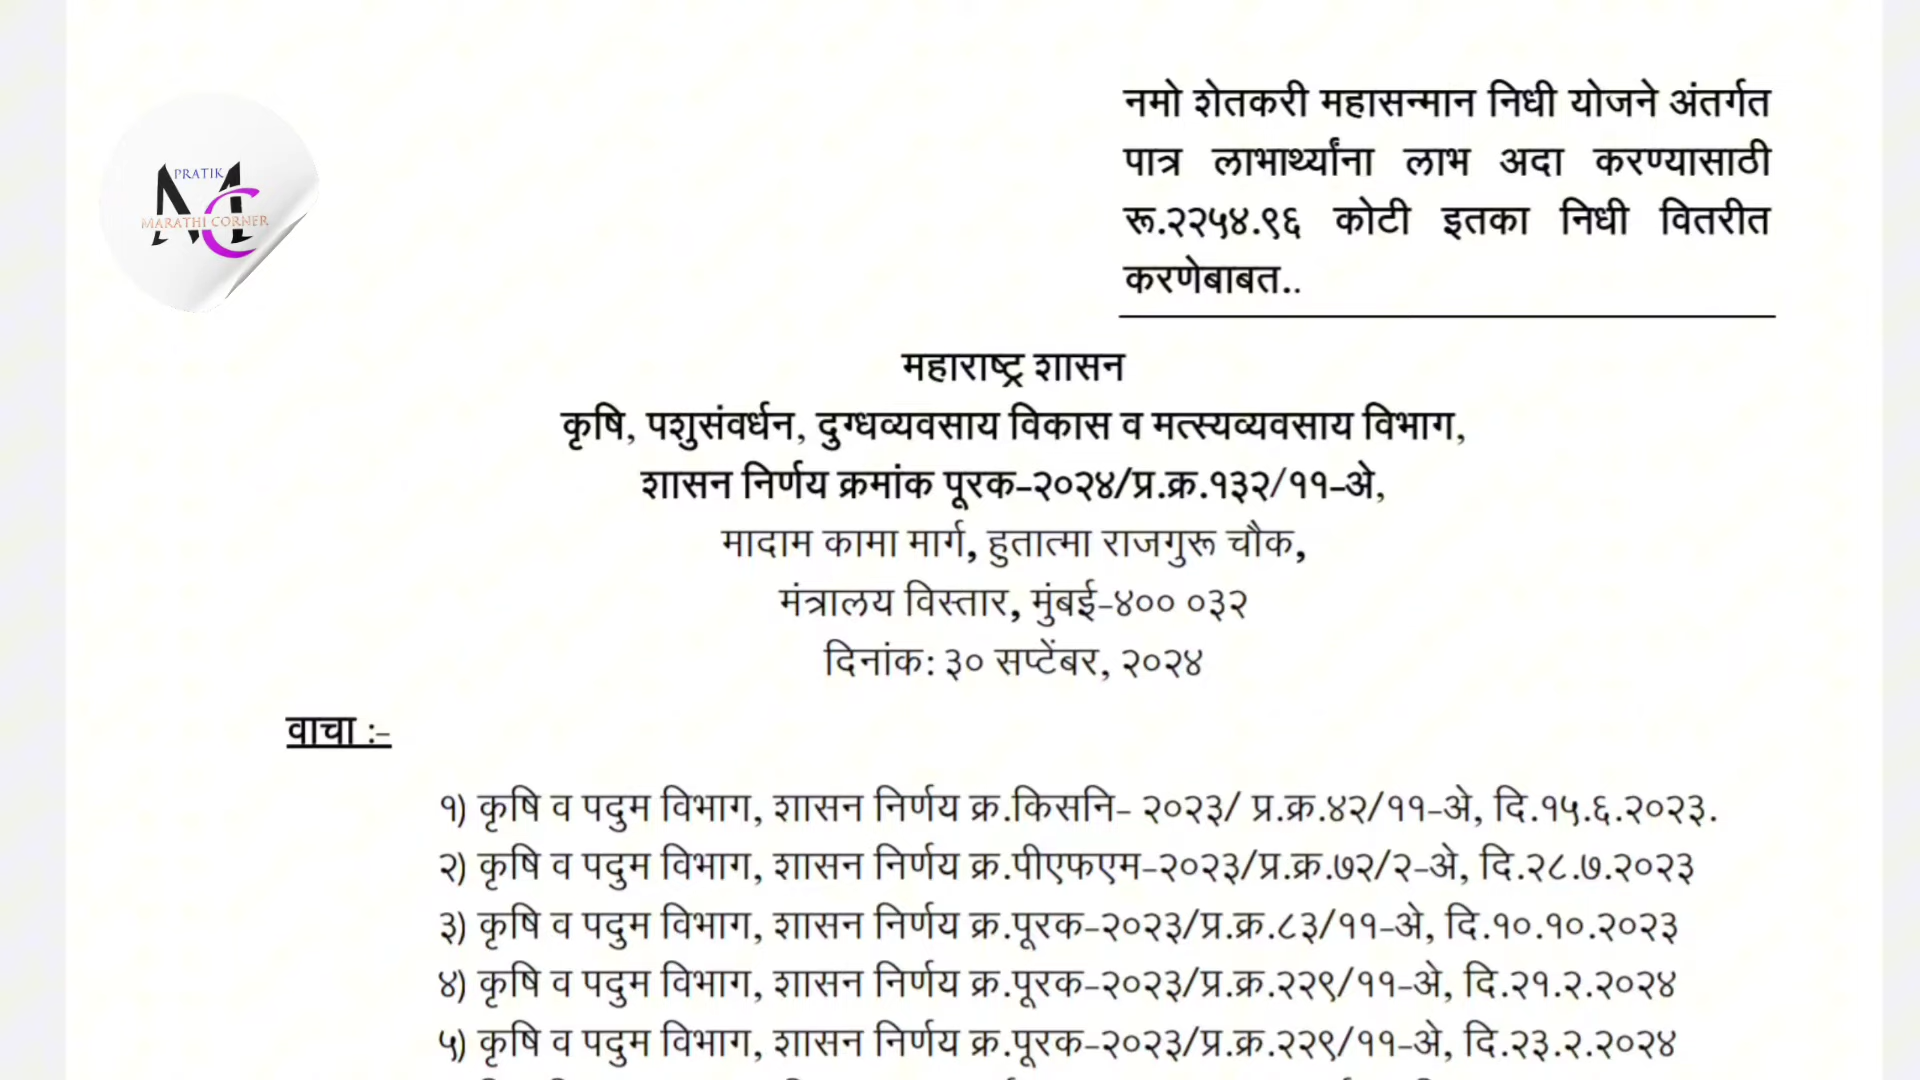 PRATIK
MARATHI CORNER
नमो शेतकरी महासन्मान निधी योजने अंतर्गत
पात्र लाभार्थ्यांना लाभ अदा करण्यासाठी
रू.२२५४.९६ कोटी इतका निधी वितरीत
करणेबाबत..
महाराष्ट्र शासन
कृषि, पशुसंवर्धन, दुग्धव्यवसाय विकास व मत्स्यव्यवसाय विभाग,
शासन निर्णय क्रमांक पूरक-२०२४/प्र.क्र.१३२/११-अे,
मादाम कामा मार्ग, हुतात्मा राजगुरू चौक,
मंत्रालय विस्तार, मुंबई-४०० ०३२
दिनांक: ३० सप्टेंबर, २०२४
वाचा :-
१) कृषि व पदुम विभाग, शासन निर्णय क्र.किसनि- २०२३/ प्र.क्र.४२/११-अे, दि.१५.६.२०२३.
२) कृषि व पदुम विभाग, शासन निर्णय क्र.पीएफएम-२०२३/प्र.क्र.७२/२-अे, दि.२८.७.२०२३
३) कृषि व पदुम विभाग, शासन निर्णय क्र.पूरक-२०२३/प्र.क्र.८३/११-अे, दि.१०.१०.२०२३
४) कृषि व पदुम विभाग, शासन निर्णय क्र.पूरक-२०२३/प्र.क्र.२२९/११-अे, दि.२१.२.२०२४
५) कृषि व पदुम विभाग, शासन निर्णय क्र.पूरक-२०२३/प्र.क्र.२२९/११-अे, दि.२३.२.२०२४